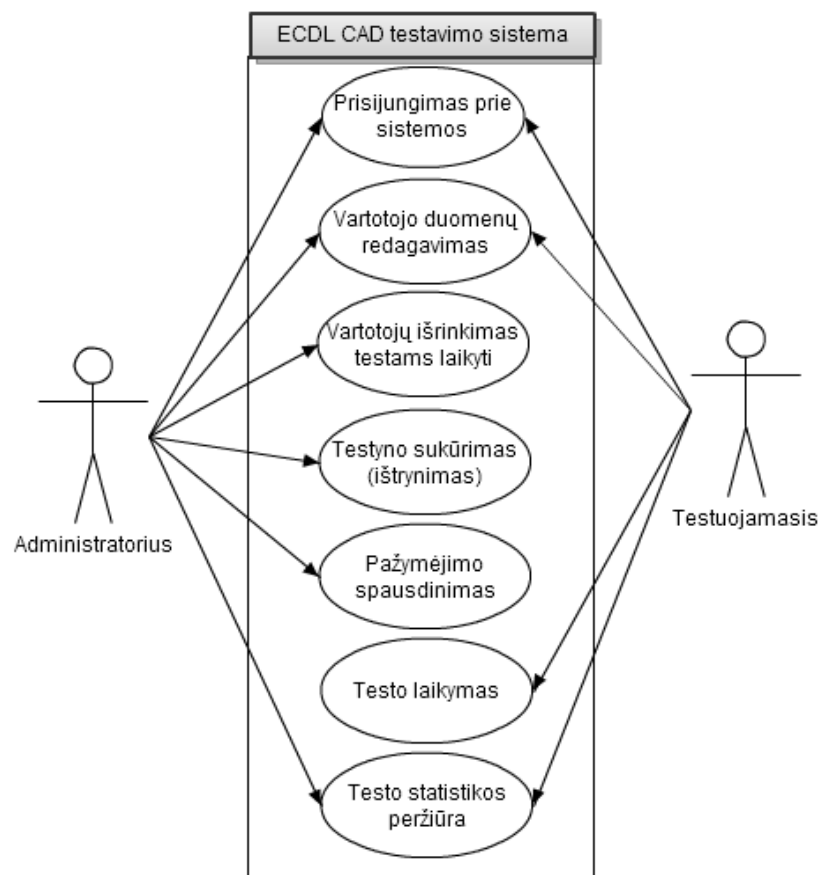 ECDL CAD testavimo sistema
Prisijungimas prie
sistemos
Vartotojo duomenų
redagavimas
Vartotojų išrinkimas
testams laikyti
Testyno sukūrimas
(ištrynimas)
Pažymėjimo
spausdinimas
Testo laikymas
Testo statistikos
peržiūra
Administratorius
Testuojamasis